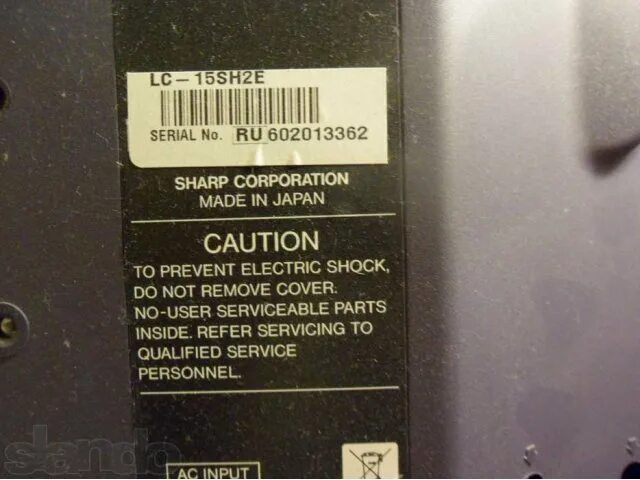 LC-15SH2E
SERIAL No. RU 602013362
SHARP CORPORATION
MADE IN JAPAN
CAUTION
TO PREVENT ELECTRIC SHOCK,
DO NOT REMOVE COVER.
NO-USER SERVICEABLE PARTS
INSIDE. REFER SERVICING TO
QUALIFIED SERVICE
PERSONNEL.
AC INPUT
slando